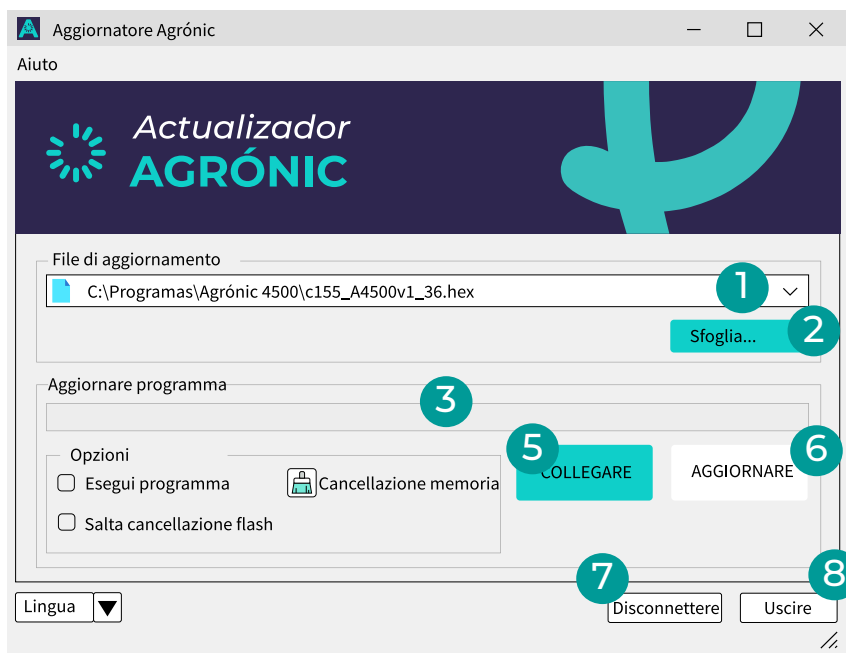 Aggiornatore Agrónic
Aiuto
Actualizador
AGRÓNIC
File di aggiornamento
C:\Programas\Agrónic 4500\c155_A4500v1_36.hex
1
Sfoglia...
2
Aggiornare programma
3
Opzioni
Esegui programma
Cancellazione memoria
Salta cancellazione flash
5
COLLEGARE
6
AGGIORNARE
7
8
Lingua
Disconnettere
Uscire